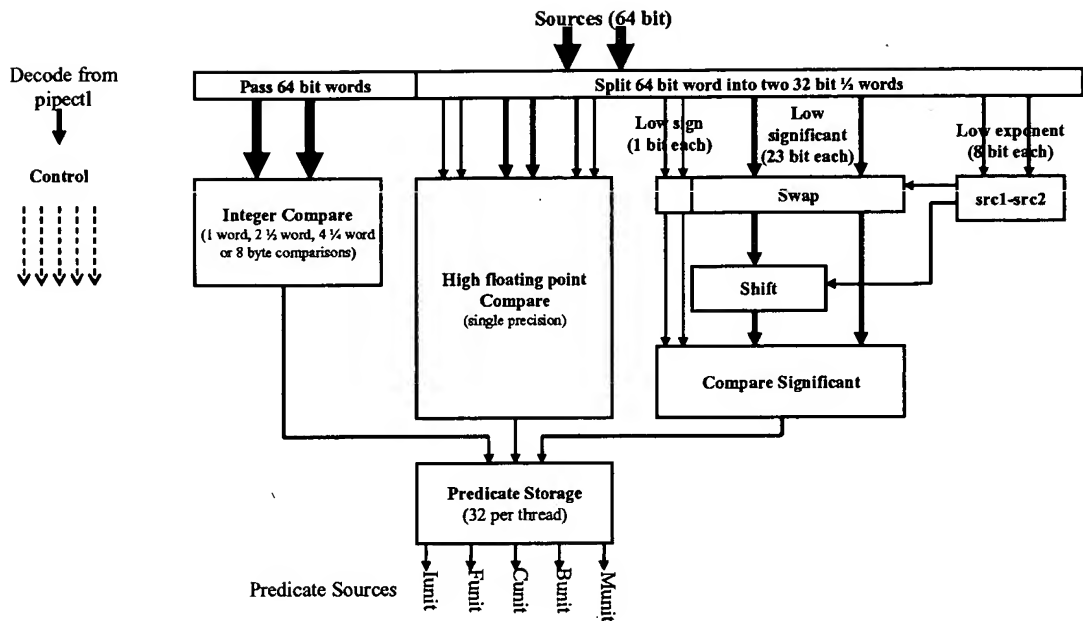 Sources (64 bit)
Decode from
pipectl
Control
Pass 64 bit words
Split 64 bit word into two 32 bit ½ words
Low sign
(1 bit each)
Low
significant
(23 bit each)
Low exponent
(8 bit each)
Integer Compare
(1 word, 2 ½ word, 4 ¼ word
or 8 byte comparisons)
High floating point
Compare
(single precision)
Swap
src1-src2
Shift
Compare Significant
Predicate Storage
(32 per thread)
Predicate Sources
Iunit
Funit
Cunit
Bunit
Munit